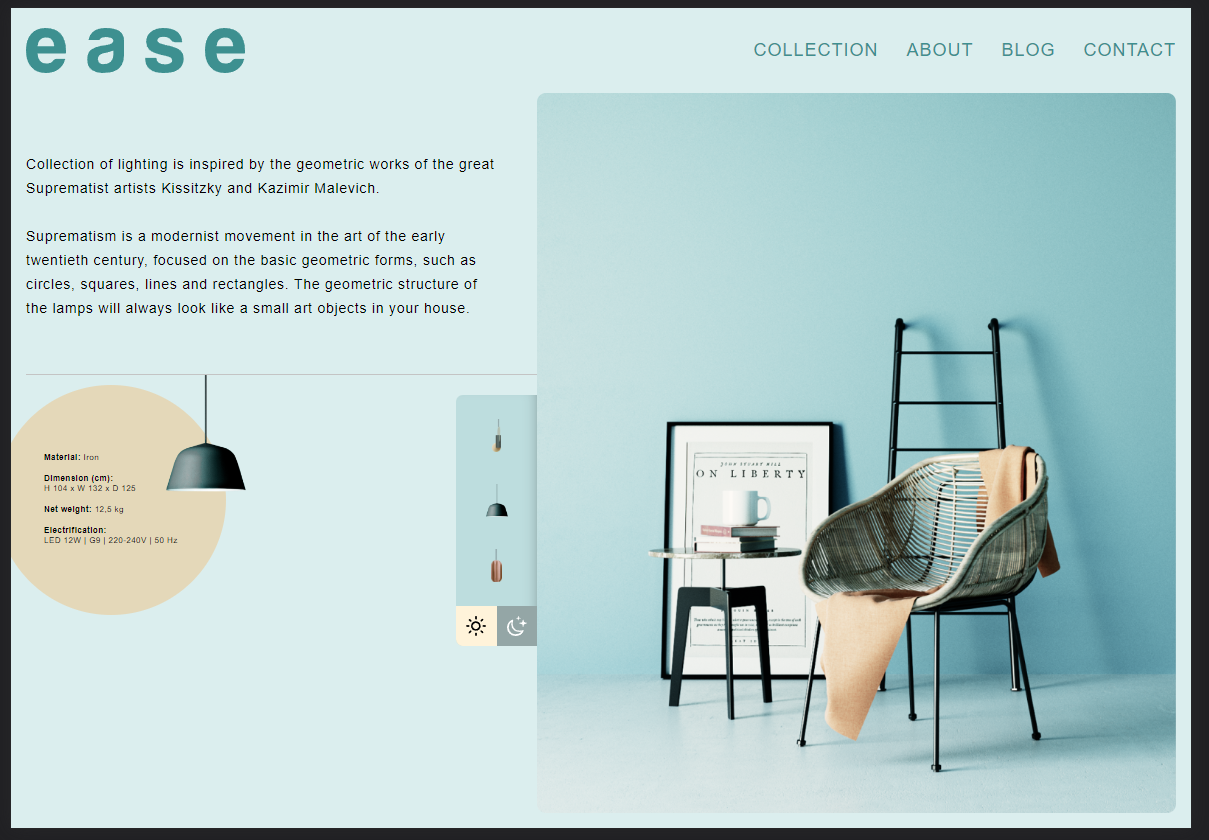 ease
COLLECTION ABOUT BLOG CONTACT
Collection of lighting is inspired by the geometric works of the great
Suprematist artists Kissitzky and Kazimir Malevich.
Suprematism is a modernist movement in the art of the early
twentieth century, focused on the basic geometric forms, such as
circles, squares, lines and rectangles. The geometric structure of
the lamps will always look like a small art objects in your house.
Material: Iron
Dimension (cm):
H 104 x W 132 x D 125
Net weight: 12,5 kg
Electrification:
LED 12W | G9 | 220-240V | 50 Hz
JOHN STUART MILL
ON LIBERTY